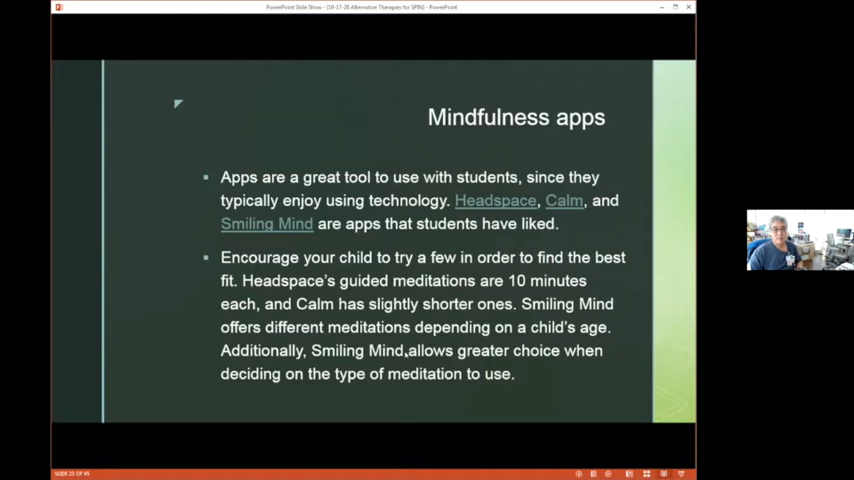 PowerPoint Slide Show - [10-17-20 Alternative Therapies for SPIN] - PowerPoint
Mindfulness apps
Apps are a great tool to use with students, since they
typically enjoy using technology. Headspace, Calm, and
Smiling Mind are apps that students have liked.
Encourage your child to try a few in order to find the best
fit. Headspace’s guided meditations are 10 minutes
each, and Calm has slightly shorter ones. Smiling Mind
offers different meditations depending on a child’s age.
Additionally, Smiling Mind allows greater choice when
deciding on the type of meditation to use.
SLIDE 23 OF 45